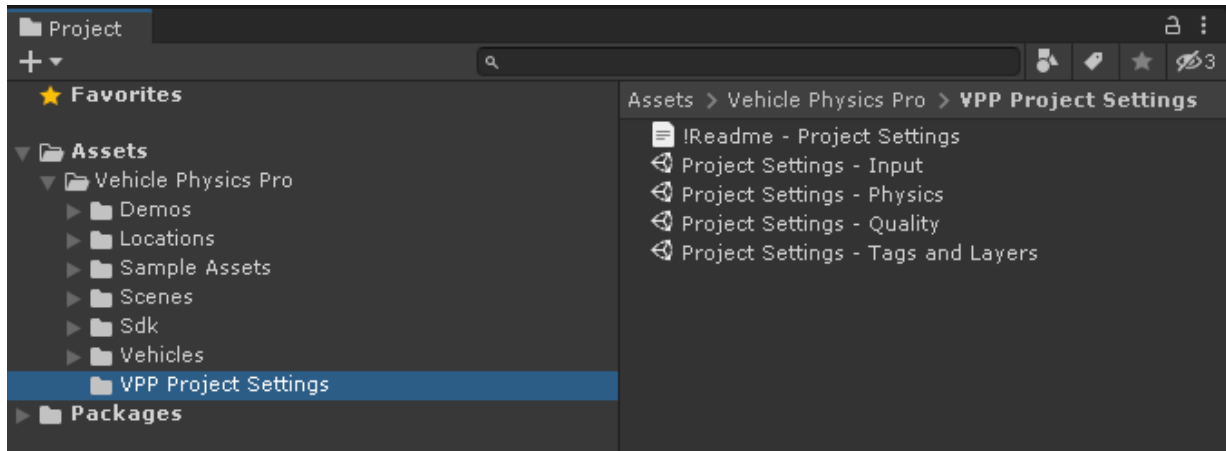 Project
3
Favorites
Assets
Vehicle Physics Pro
Demos
Locations
Sample Assets
Scenes
Sdk
Vehicles
VPP Project Settings
Packages
Assets > Vehicle Physics Pro > VPP Project Settings
!Readme - Project Settings
Project Settings - Input
Project Settings - Physics
Project Settings - Quality
Project Settings - Tags and Layers